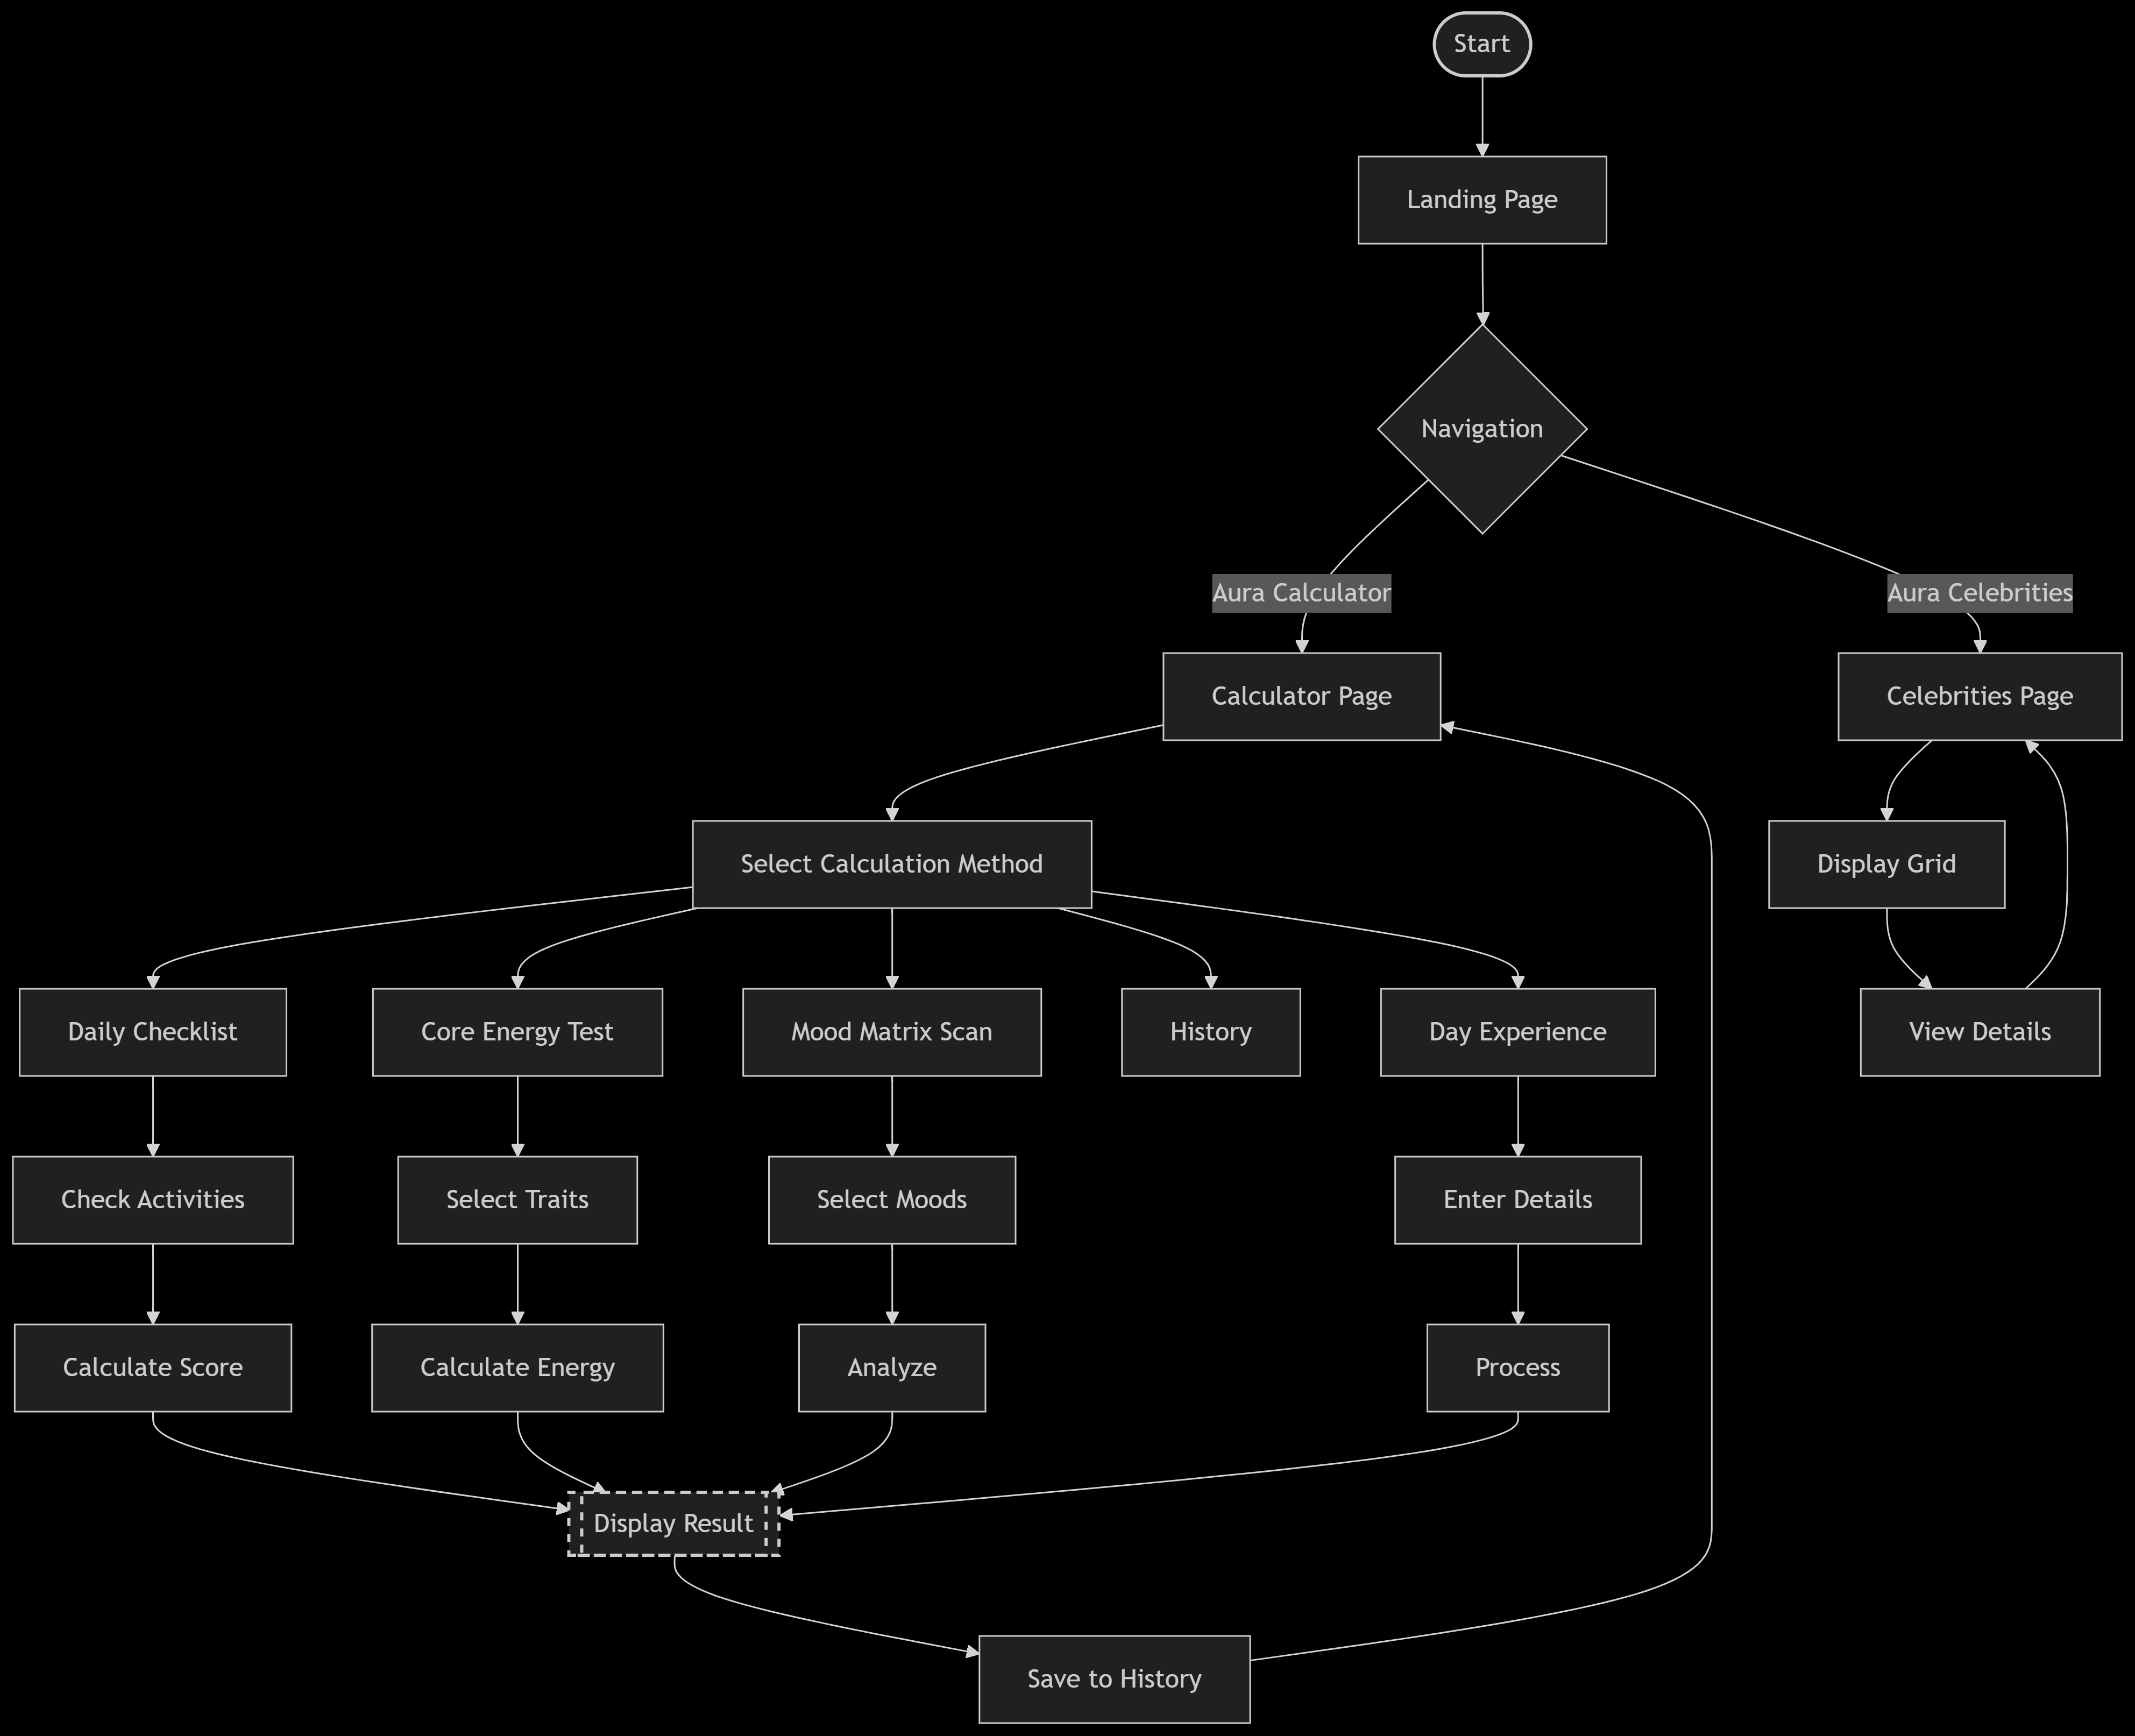 Start
Landing Page
Navigation
Aura Calculator
Aura Celebrities
Calculator Page
Celebrities Page
Select Calculation Method
Display Grid
Daily Checklist
Core Energy Test
Mood Matrix Scan
History
Day Experience
View Details
Check Activities
Select Traits
Select Moods
Enter Details
Calculate Score
Calculate Energy
Analyze
Process
Display Result
Save to History